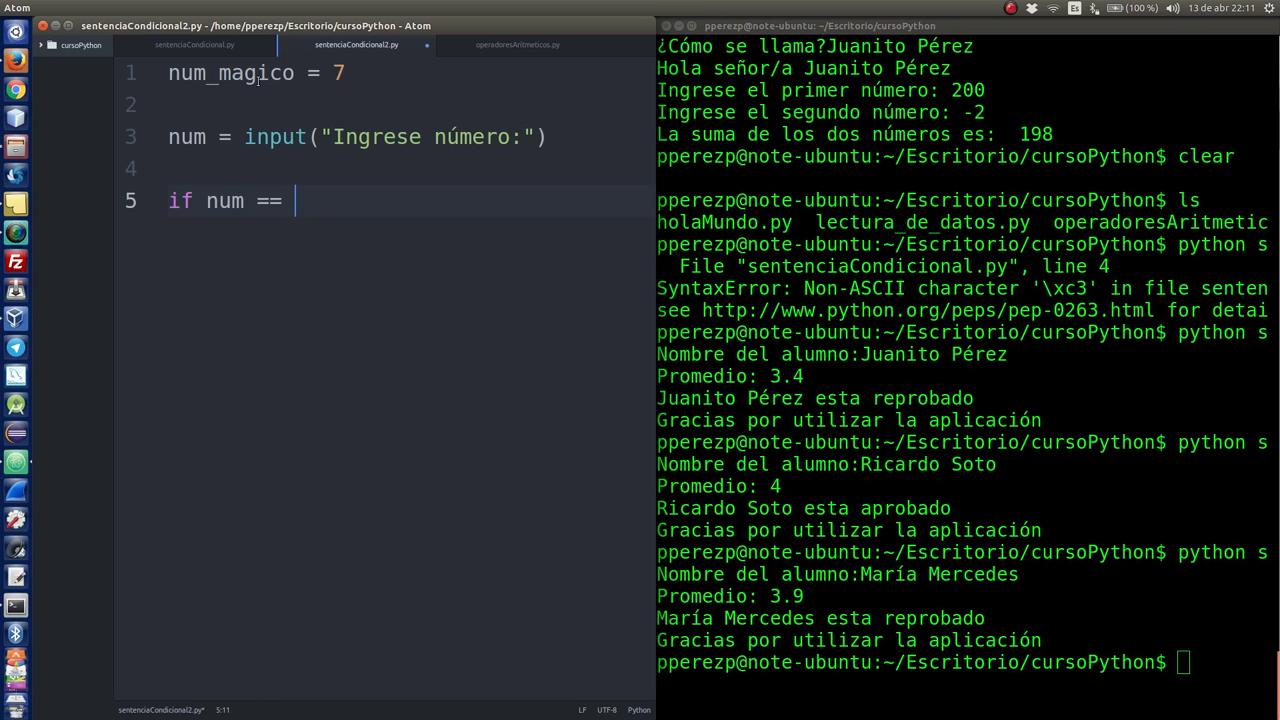 Atom
Es
(100 %)
13 de abr 22:11
sentenciaCondicional2.py - /home/pperezp/Escritorio/cursoPython - Atom
cursoPython
sentenciaCondicional.py
sentenciaCondicional2.py
operadoresAritmeticos.py
1 num_magico = 7
2
3 num = input("Ingrese número:")
4
5 if num ==
sentenciaCondicional2.py* 5:11
LF UTF-8 Python
pperezp@note-ubuntu: ~/Escritorio/cursoPython
¿Cómo se llama?Juanito Pérez
Hola señor/a Juanito Pérez
Ingrese el primer número: 200
Ingrese el segundo número: -2
La suma de los dos números es:  198
pperezp@note-ubuntu:~/Escritorio/cursoPython$ clear
pperezp@note-ubuntu:~/Escritorio/cursoPython$ ls
holaMundo.py  lectura_de_datos.py  operadoresAritmetic
pperezp@note-ubuntu:~/Escritorio/cursoPython$ python s
File "sentenciaCondicional.py", line 4
SyntaxError: Non-ASCII character '\xc3' in file senten
see http://www.python.org/peps/pep-0263.html for detai
pperezp@note-ubuntu:~/Escritorio/cursoPython$ python s
Nombre del alumno:Juanito Pérez
Promedio: 3.4
Juanito Pérez esta reprobado
Gracias por utilizar la aplicación
pperezp@note-ubuntu:~/Escritorio/cursoPython$ python s
Nombre del alumno:Ricardo Soto
Promedio: 4
Ricardo Soto esta aprobado
Gracias por utilizar la aplicación
pperezp@note-ubuntu:~/Escritorio/cursoPython$ python s
Nombre del alumno:María Mercedes
Promedio: 3.9
María Mercedes esta reprobado
Gracias por utilizar la aplicación
pperezp@note-ubuntu:~/Escritorio/cursoPython$